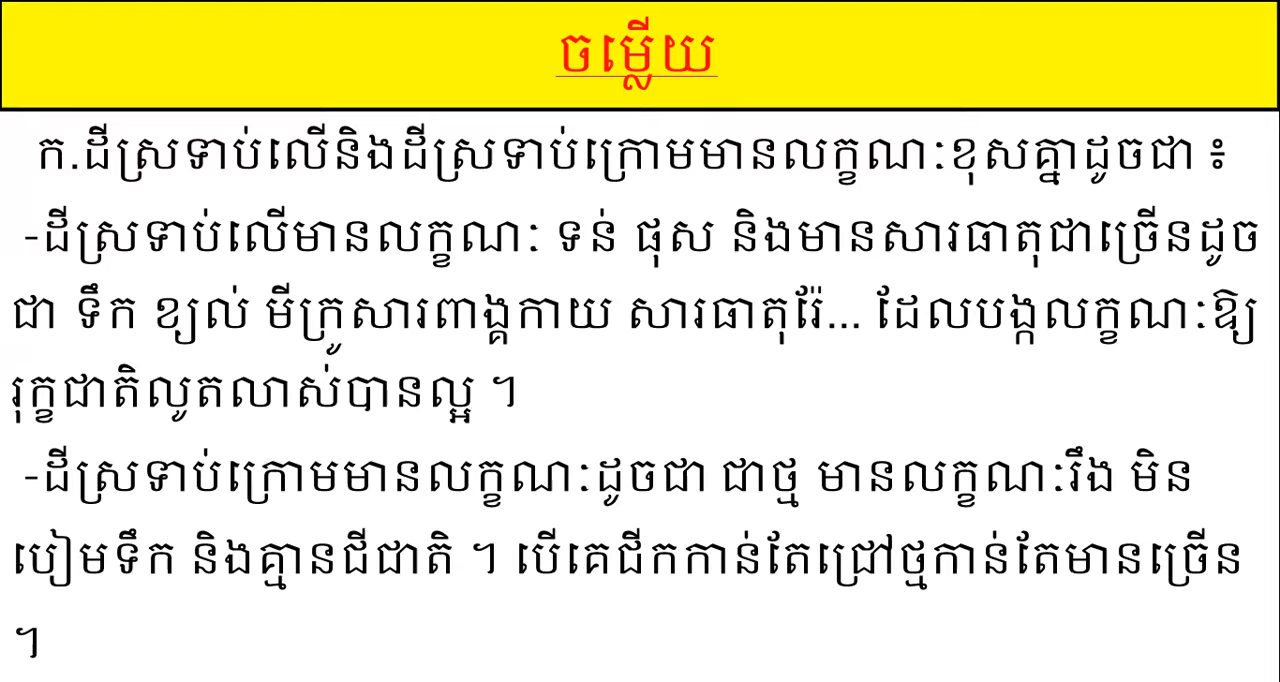 ចម្លើយ
ក.ដីស្រទាប់លើនិងដីស្រទាប់ក្រោមមានលក្ខណៈខុសគ្នាដូចជា ៖
-ដីស្រទាប់លើមានលក្ខណៈ ទន់ ផុស និងមានសារធាតុជាច្រើនដូច
ជា ទឹក ខ្យល់ មីក្រូសារពាង្គកាយ សារធាតុរ៉ែ... ដែលបង្កលក្ខណៈឱ្យ
រុក្ខជាតិលូតលាស់បានល្អ ។
-ដីស្រទាប់ក្រោមមានលក្ខណៈដូចជា ជាថ្ម មានលក្ខណៈរឹង មិន
បៀមទឹក និងគ្មានជីជាតិ ។ បើគេជីកកាន់តែជ្រៅថ្មកាន់តែមានច្រើន
។